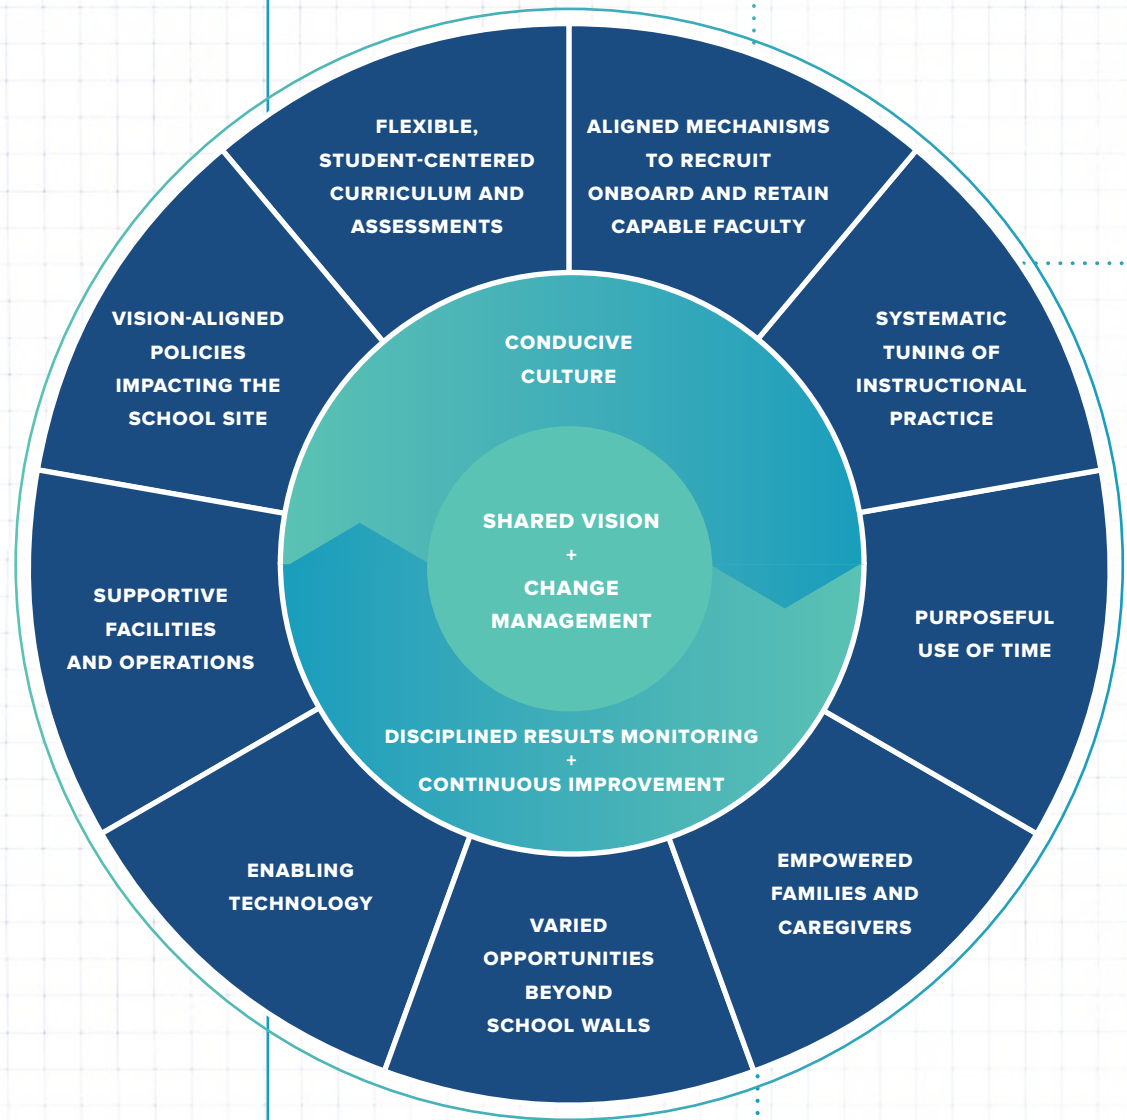 FLEXIBLE,
STUDENT-CENTERED
CURRICULUM AND
ASSESSMENTS
ALIGNED MECHANISMS
TO RECRUIT
ONBOARD AND RETAIN
CAPABLE FACULTY
VISION-ALIGNED
POLICIES
IMPACTING THE
SCHOOL SITE
CONDUCIVE
CULTURE
SYSTEMATIC
TUNING OF
INSTRUCTIONAL
PRACTICE
SHARED VISION
+
CHANGE
MANAGEMENT
SUPPORTIVE
FACILITIES
AND OPERATIONS
PURPOSEFUL
USE OF TIME
DISCIPLINED RESULTS MONITORING
+
CONTINUOUS IMPROVEMENT
ENABLING
TECHNOLOGY
VARIED
OPPORTUNITIES
BEYOND
SCHOOL WALLS
EMPOWERED
FAMILIES AND
CAREGIVERS